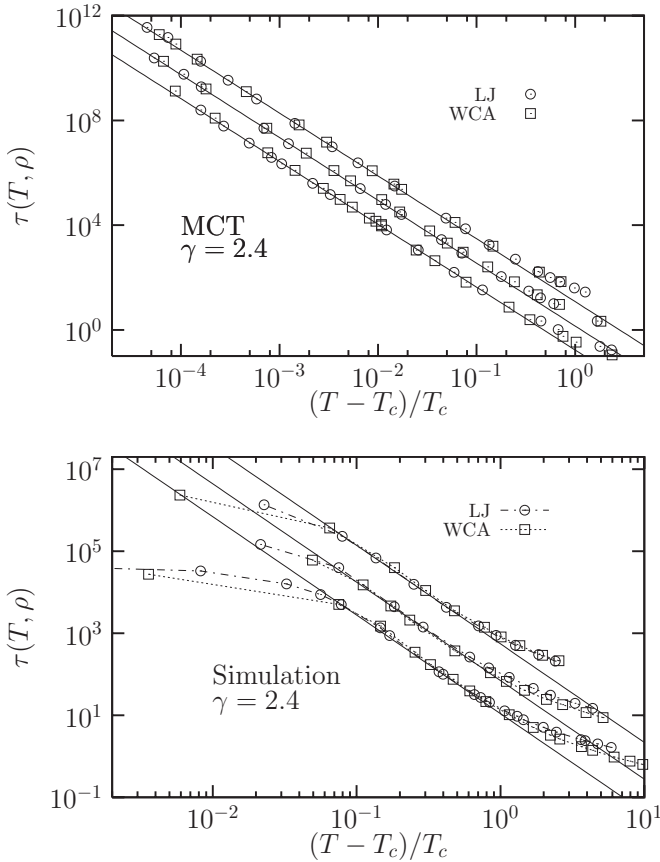 10^12
10^8
10^4
10^0
τ(T, ρ)
LJ
WCA
MCT
γ = 2.4
10^−4 10^−3 10^−2 10^−1 10^0
(T − T_c)/T_c
10^7
10^5
10^3
10^1
10^−1
τ(T, ρ)
LJ
WCA
Simulation
γ = 2.4
10^−2 10^−1 10^0 10^1
(T − T_c)/T_c